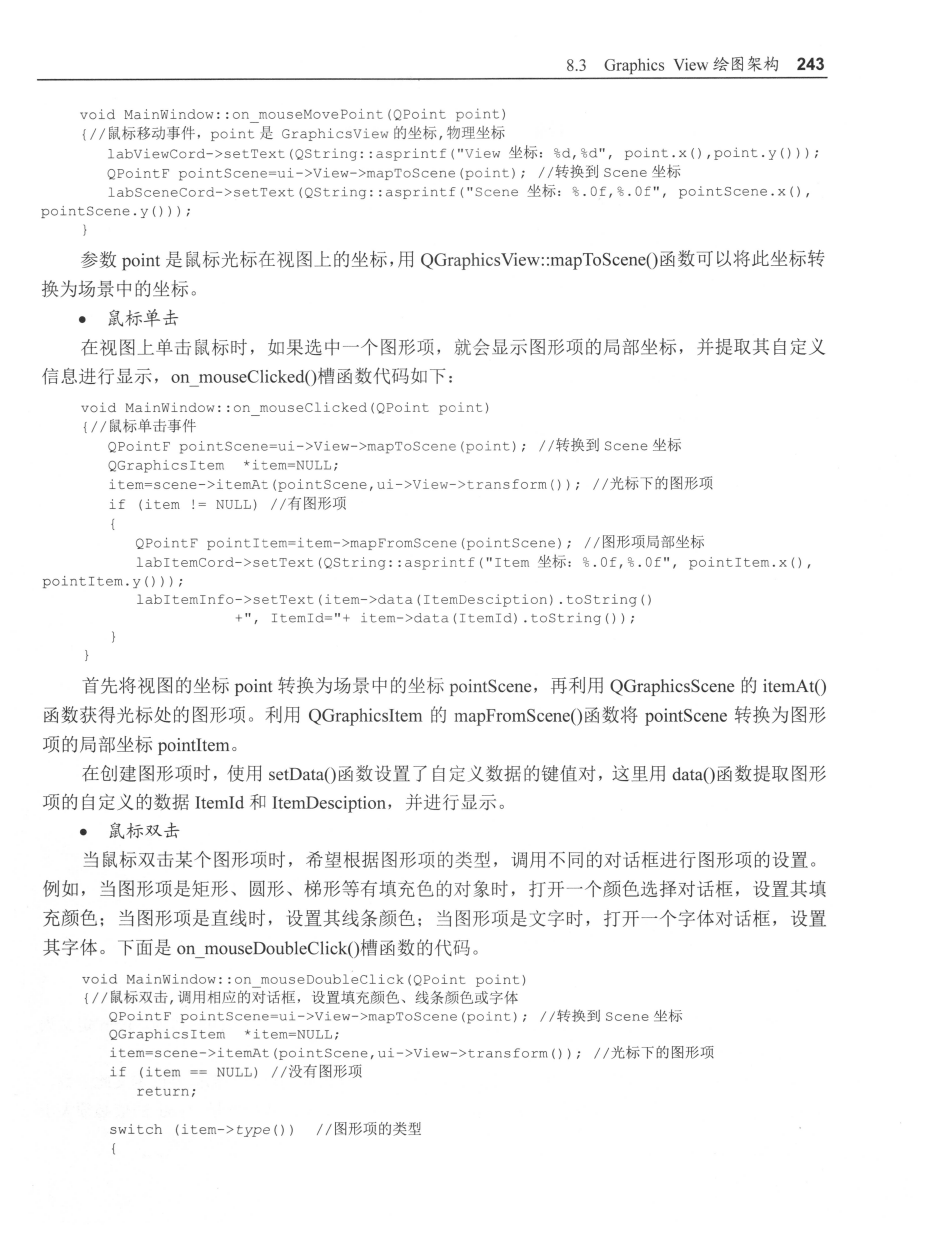 8.3 Graphics View 绘图架构 243
void MainWindow::on_mouseMovePoint(QPoint point)
{//鼠标移动事件，point 是 GraphicsView 的坐标,物理坐标
labViewCord->setText(QString::asprintf("View 坐标：%d,%d", point.x(),point.y()));
QPointF pointScene=ui->View->mapToScene(point); //转换到 Scene 坐标
labSceneCord->setText(QString::asprintf("Scene 坐标：%.0f,%.0f", pointScene.x(),
pointScene.y()));
}
参数 point 是鼠标光标在视图上的坐标,用 QGraphicsView::mapToScene()函数可以将此坐标转
换为场景中的坐标。
● 鼠标单击
在视图上单击鼠标时，如果选中一个图形项，就会显示图形项的局部坐标，并提取其自定义
信息进行显示，on_mouseClicked()槽函数代码如下：
void MainWindow::on_mouseClicked(QPoint point)
{//鼠标单击事件
QPointF pointScene=ui->View->mapToScene(point); //转换到 Scene 坐标
QGraphicsItem *item=NULL;
item=scene->itemAt(pointScene,ui->View->transform()); //光标下的图形项
if (item != NULL) //有图形项
{
QPointF pointItem=item->mapFromScene(pointScene); //图形项局部坐标
labItemCord->setText(QString::asprintf("Item 坐标：%.0f,%.0f", pointItem.x(),
pointItem.y()));
labItemInfo->setText(item->data(ItemDesciption).toString()
+", ItemId="+ item->data(ItemId).toString());
}
}
首先将视图的坐标 point 转换为场景中的坐标 pointScene，再利用 QGraphicsScene 的 itemAt()
函数获得光标处的图形项。利用 QGraphicsItem 的 mapFromScene()函数将 pointScene 转换为图形
项的局部坐标 pointItem。
在创建图形项时，使用 setData()函数设置了自定义数据的键值对，这里用 data()函数提取图形
项的自定义的数据 ItemId 和 ItemDesciption，并进行显示。
● 鼠标双击
当鼠标双击某个图形项时，希望根据图形项的类型，调用不同的对话框进行图形项的设置。
例如，当图形项是矩形、圆形、梯形等有填充色的对象时，打开一个颜色选择对话框，设置其填
充颜色；当图形项是直线时，设置其线条颜色；当图形项是文字时，打开一个字体对话框，设置
其字体。下面是 on_mouseDoubleClick()槽函数的代码。
void MainWindow::on_mouseDoubleClick(QPoint point)
{//鼠标双击,调用相应的对话框，设置填充颜色、线条颜色或字体
QPointF pointScene=ui->View->mapToScene(point); //转换到 Scene 坐标
QGraphicsItem *item=NULL;
item=scene->itemAt(pointScene,ui->View->transform()); //光标下的图形项
if (item == NULL) //没有图形项
return;
switch (item->type()) //图形项的类型
{